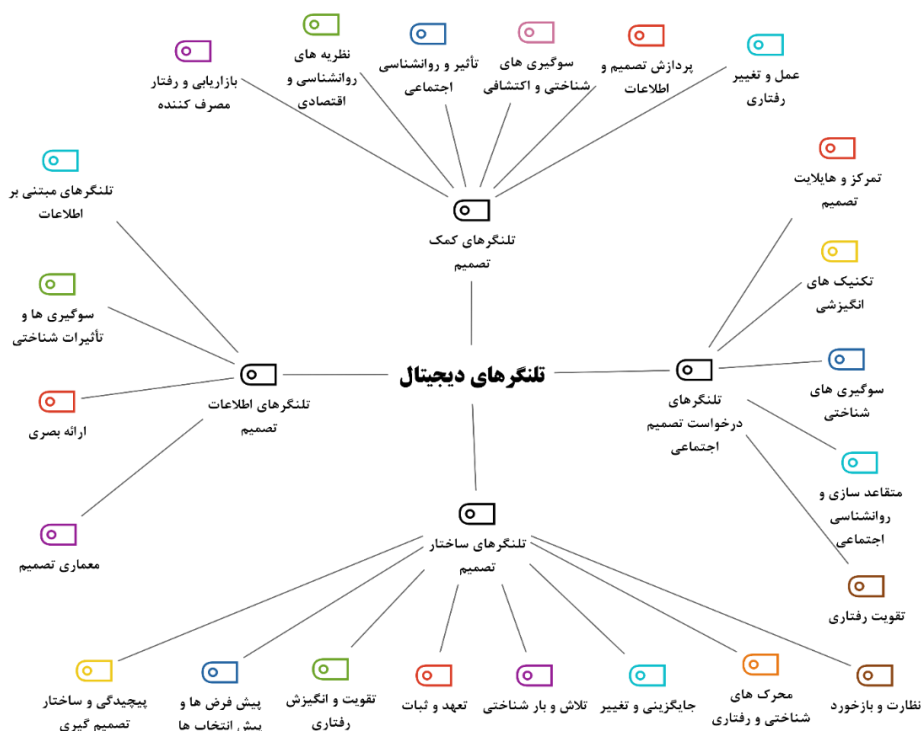 بازاریابی و رفتار
مصرف کننده
نظریه های
روانشناسی و
اقتصادی
تأثیر و روانشناسی
اجتماعی
سوگیری های
شناختی و اکتشافی
پردازش تصمیم و
اطلاعات
عمل و تغییر
رفتاری
تلنگرهای کمک
تصمیم
تمرکز و هایلایت
تصمیم
تکنیک های
انگیزشی
سوگیری های
شناختی
متقاعد سازی و
روانشناسی
اجتماعی
تقویت رفتاری
تلنگرهای
درخواست تصمیم
اجتماعی
تلنگرهای دیجیتال
تلنگرهای مبتنی بر
اطلاعات
سوگیری ها و
تأثیرات شناختی
ارائه بصری
معماری تصمیم
تلنگرهای اطلاعات
تصمیم
تلنگرهای ساختار
تصمیم
نظارت و بازخورد
محرک های
شناختی و رفتاری
جایگزینی و تغییر
تلاش و بار شناختی
تعهد و ثبات
تقویت و انگیزش
رفتاری
پیش فرض ها و
پیش انتخاب ها
پیچیدگی و ساختار
تصمیم گیری